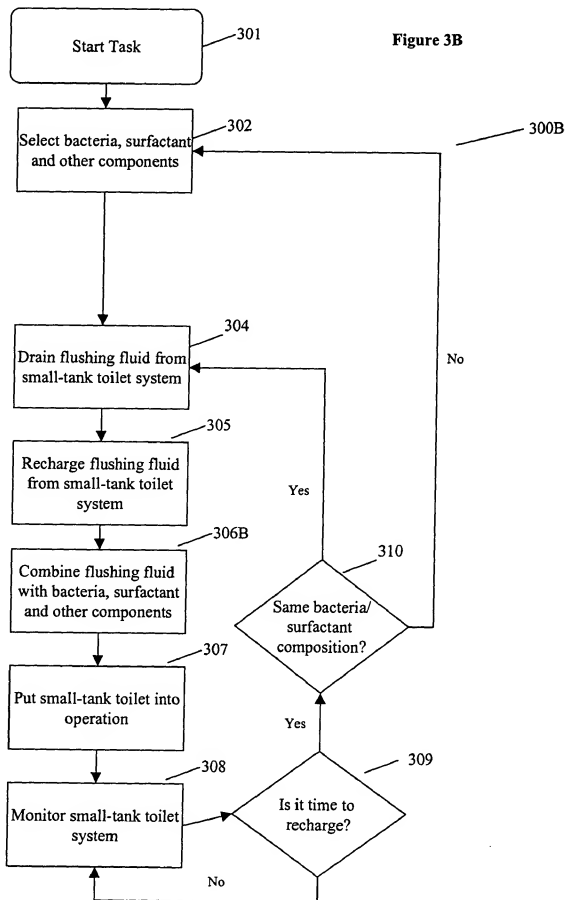 Start Task
301
Figure 3B
302
Select bacteria, surfactant
and other components
300B
304
Drain flushing fluid from
small-tank toilet system
No
305
Recharge flushing fluid
from small-tank toilet
system
Yes
306B
Combine flushing fluid
with bacteria, surfactant
and other components
310
Same bacteria/
surfactant
composition?
307
Put small-tank toilet into
operation
Yes
308
Monitor small-tank toilet
system
309
Is it time to
recharge?
No